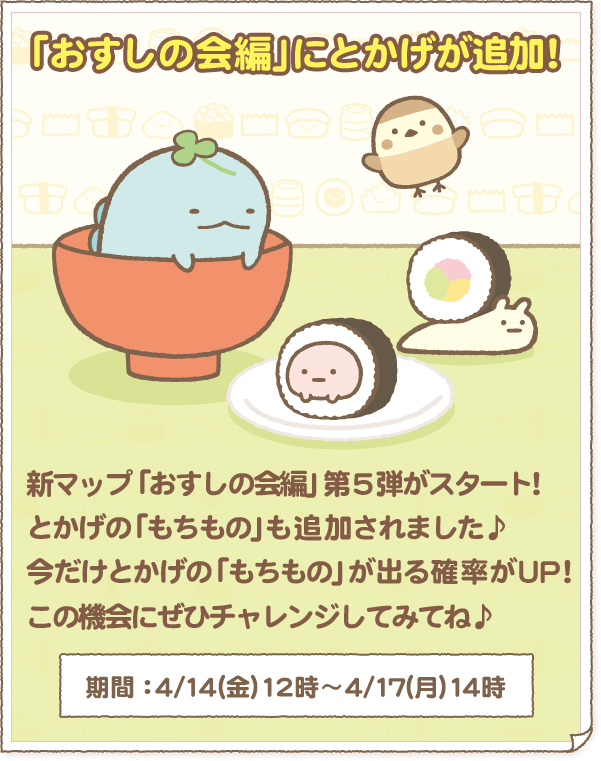 「おすしの会編」にとかげが追加!
新マップ「おすしの会編」第5弾がスタート!
とかげの「もちもの」も追加されました♪
今だけとかげの「もちもの」が出る確率がUP!
この機会にぜひチャレンジしてみてね♪
期間:4/14(金)12時～4/17(月)14時